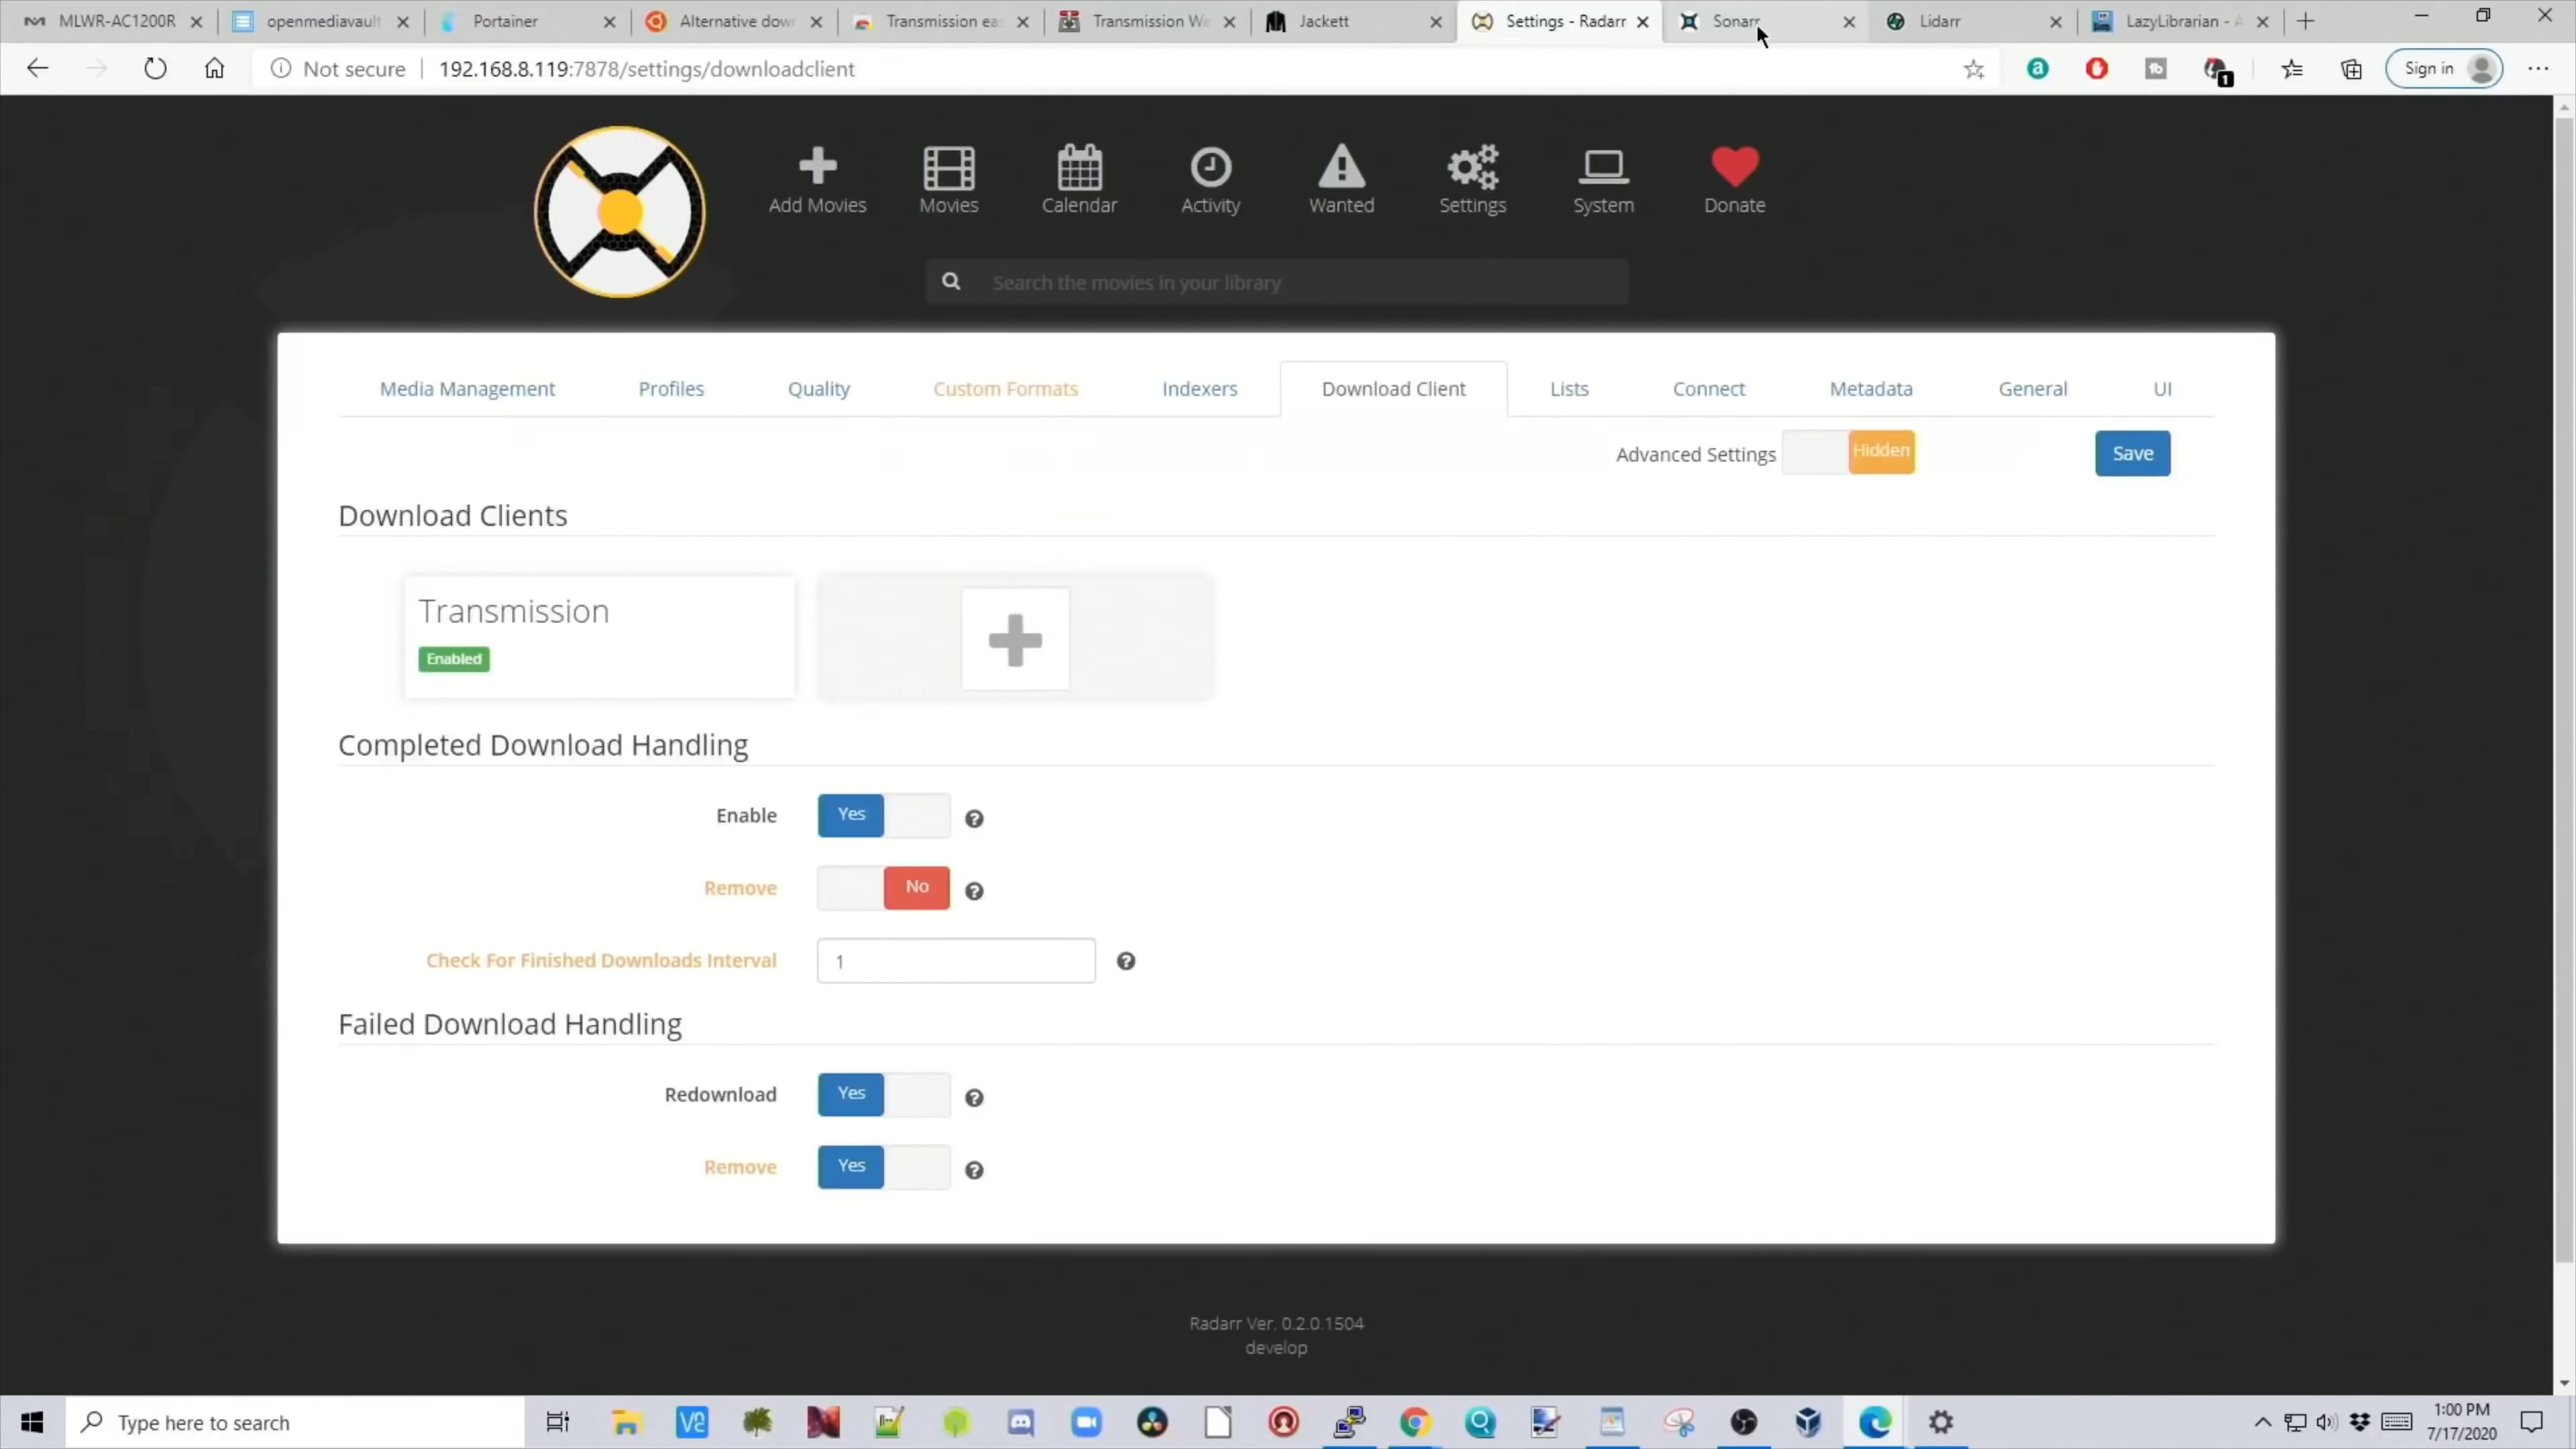 MLWR-AC1200R
openmediavault
Portainer
Alternative dow
Transmission ea
Transmission We
Jackett
Settings - Radarr
Sonarr
Lidarr
LazyLibrarian - A
Not secure
192.168.8.119:7878/settings/downloadclient
1
Sign in
Add Movies
Movies
Calendar
Activity
Wanted
Settings
System
Donate
Search the movies in your library
Media Management
Profiles
Quality
Custom Formats
Indexers
Download Client
Lists
Connect
Metadata
General
UI
Advanced Settings
Hidden
Save
Download Clients
Transmission
Enabled
Completed Download Handling
Enable
Yes
Remove
No
Check For Finished Downloads Interval
1
Failed Download Handling
Redownload
Yes
Remove
Yes
Radarr Ver. 0.2.0.1504
develop
Type here to search
1:00 PM
7/17/2020